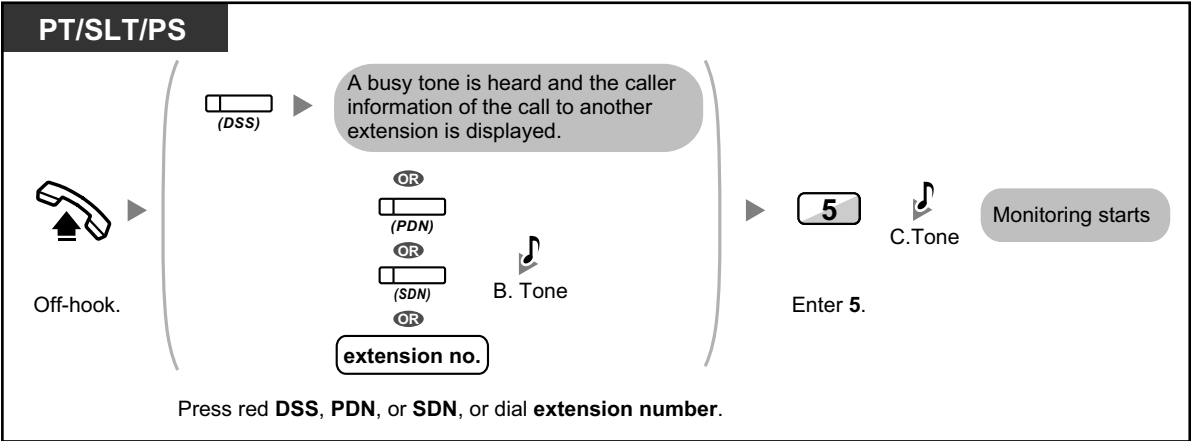 PT/SLT/PS
(DSS)
A busy tone is heard and the caller
information of the call to another
extension is displayed.
OR
(PDN)
OR
(SDN)
B. Tone
OR
extension no.
Off-hook.
Press red DSS, PDN, or SDN, or dial extension number.
5
C.Tone
Monitoring starts
Enter 5.